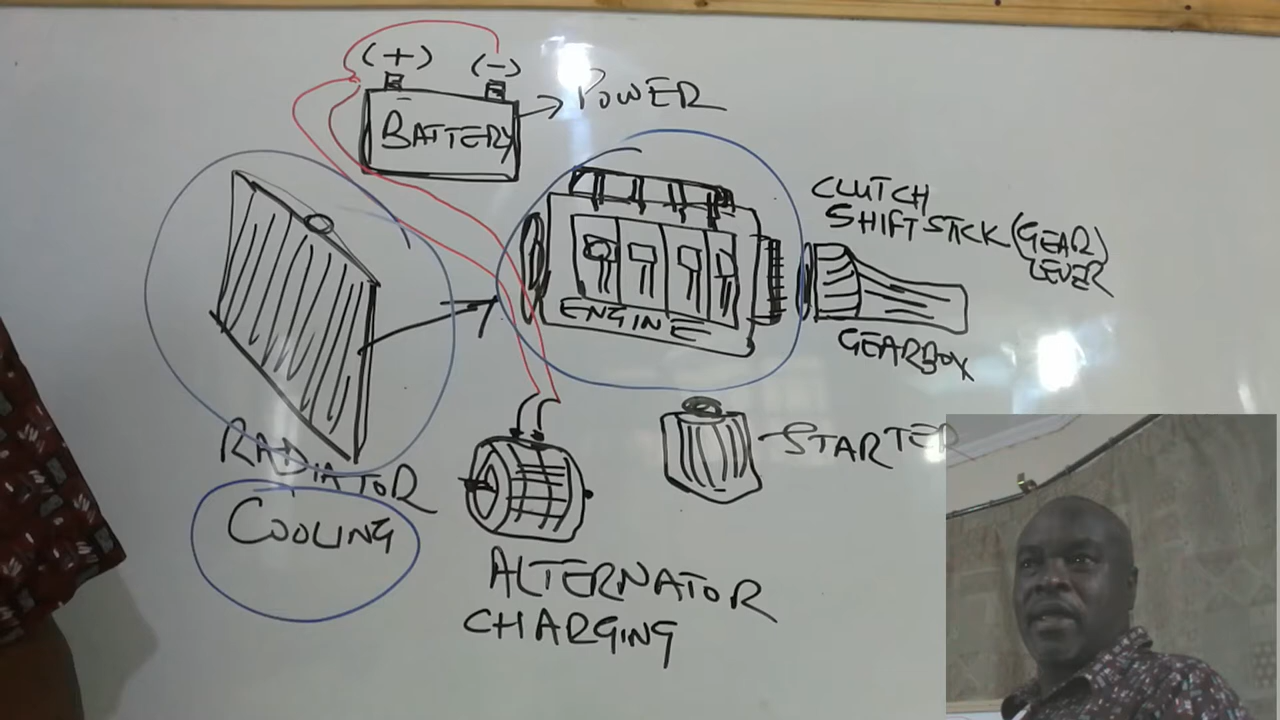 (+) (-)
BATTERY
POWER
CLUTCH
SHIFT STICK (GEAR)
LEVER
ENGINE
GEARBOX
RADIATOR
COOLING
STARTER
ALTERNATOR
CHARGING